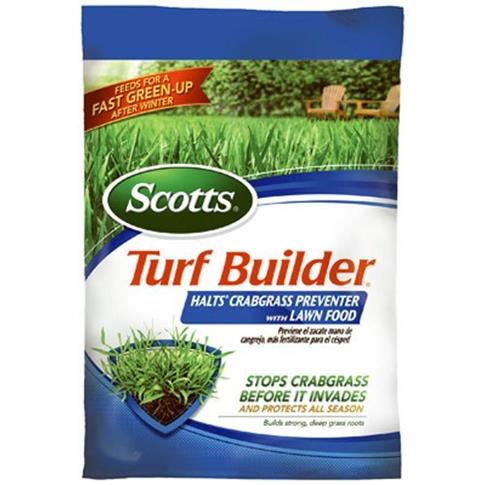 FEEDS FOR A
FAST GREEN-UP
AFTER WINTER
Scotts®
Turf Builder®
HALTS® CRABGRASS PREVENTER
WITH LAWN FOOD
Previene el zacate mano de
cangrejo, más fertilizante para el césped
STOPS CRABGRASS
BEFORE IT INVADES
AND PROTECTS ALL SEASON
Builds strong, deep grass roots